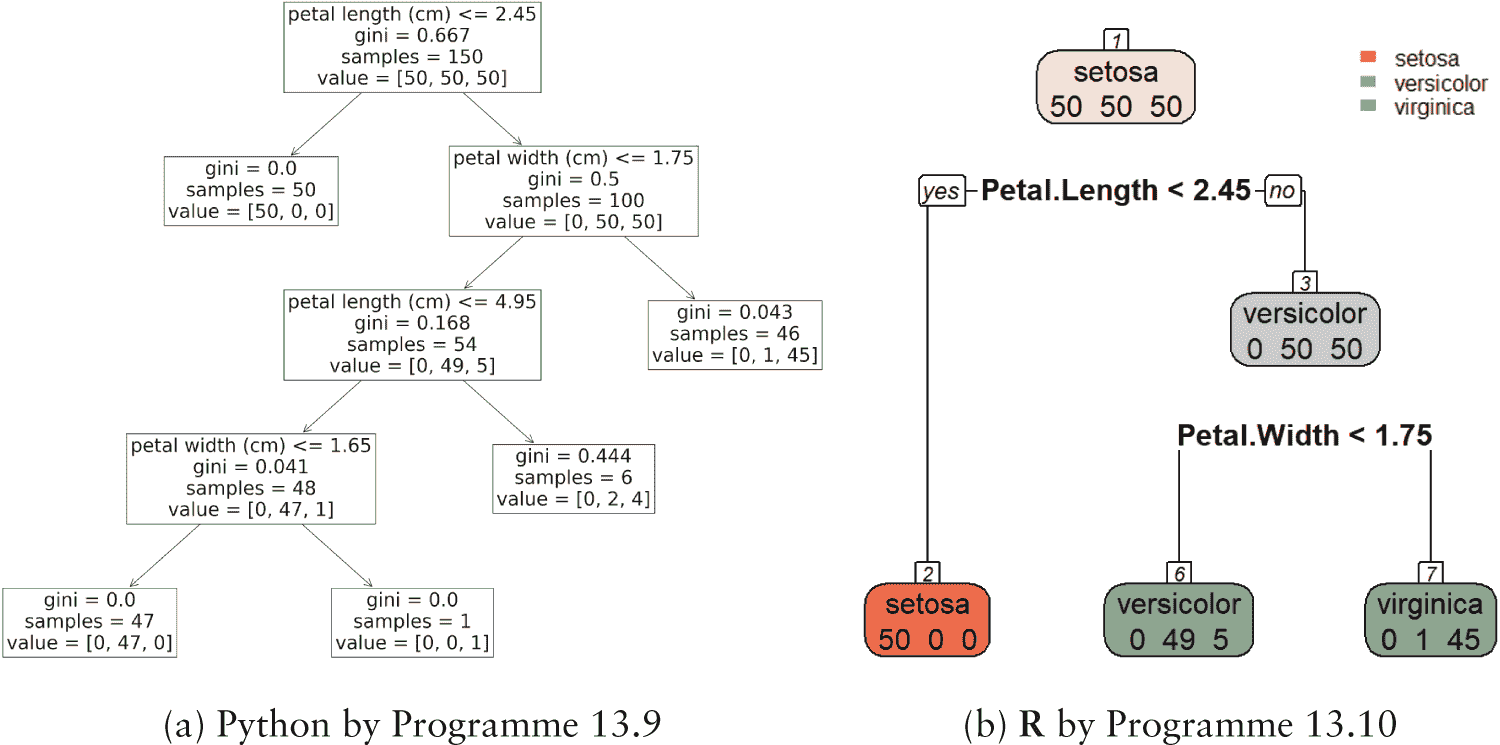 petal length (cm) <= 2.45
gini = 0.667
samples = 150
value = [50, 50, 50]
gini = 0.0
samples = 50
value = [50, 0, 0]
petal width (cm) <= 1.75
gini = 0.5
samples = 100
value = [0, 50, 50]
petal length (cm) <= 4.95
gini = 0.168
samples = 54
value = [0, 49, 5]
gini = 0.043
samples = 46
value = [0, 1, 45]
petal width (cm) <= 1.65
gini = 0.041
samples = 48
value = [0, 47, 1]
gini = 0.444
samples = 6
value = [0, 2, 4]
gini = 0.0
samples = 47
value = [0, 47, 0]
gini = 0.0
samples = 1
value = [0, 0, 1]
(a) Python by Programme 13.9
1
setosa
50 50 50
setosa
versicolor
virginica
yes Petal.Length < 2.45 no
3
versicolor
0 50 50
Petal.Width < 1.75
2
setosa
50 0 0
6
versicolor
0 49 5
7
virginica
0 1 45
(b) R by Programme 13.10